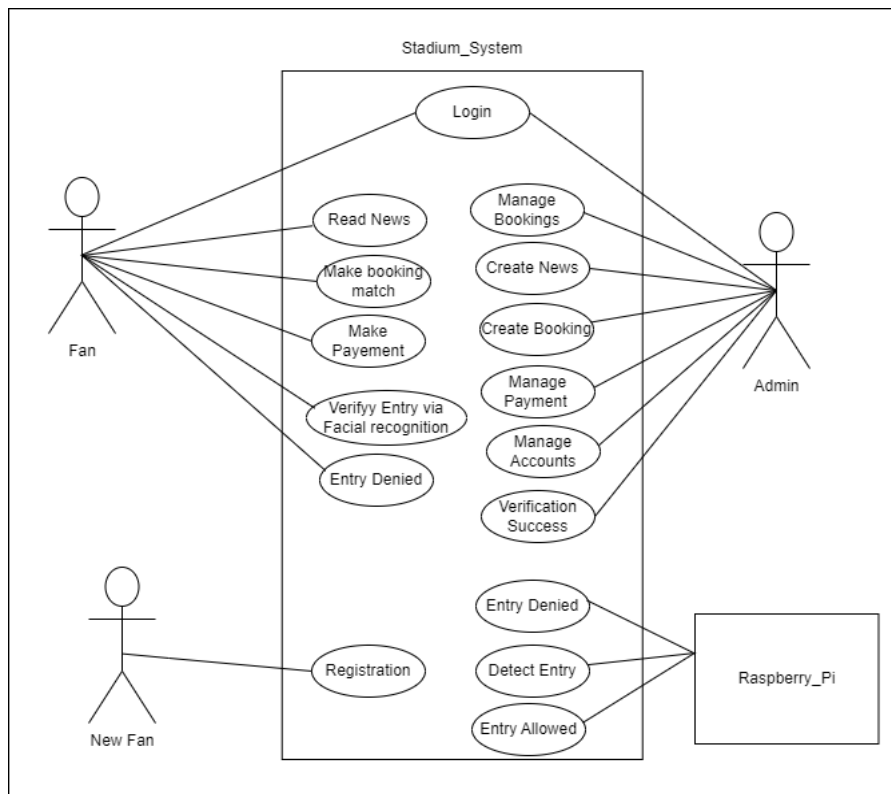 Stadium_System
Login
Read News
Make booking
match
Make
Payement
Verifyy Entry via
Facial recognition
Entry Denied
Manage
Bookings
Create News
Create Booking
Manage
Payment
Manage
Accounts
Verification
Success
Fan
Admin
Entry Denied
Registration
Detect Entry
Entry Allowed
Raspberry_Pi
New Fan